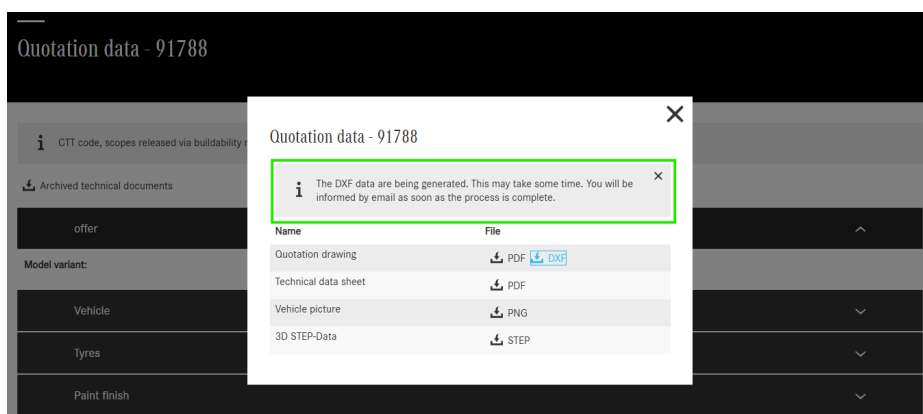 Quotation data - 91788
CTT code, scopes released via buildability
Archived technical documents
offer
Model variant:
Vehicle
Tyres
Paint finish
Quotation data - 91788
The DXF data are being generated. This may take some time. You will be
informed by email as soon as the process is complete.
Name File
Quotation drawing PDF DXF
Technical data sheet PDF
Vehicle picture PNG
3D STEP-Data STEP